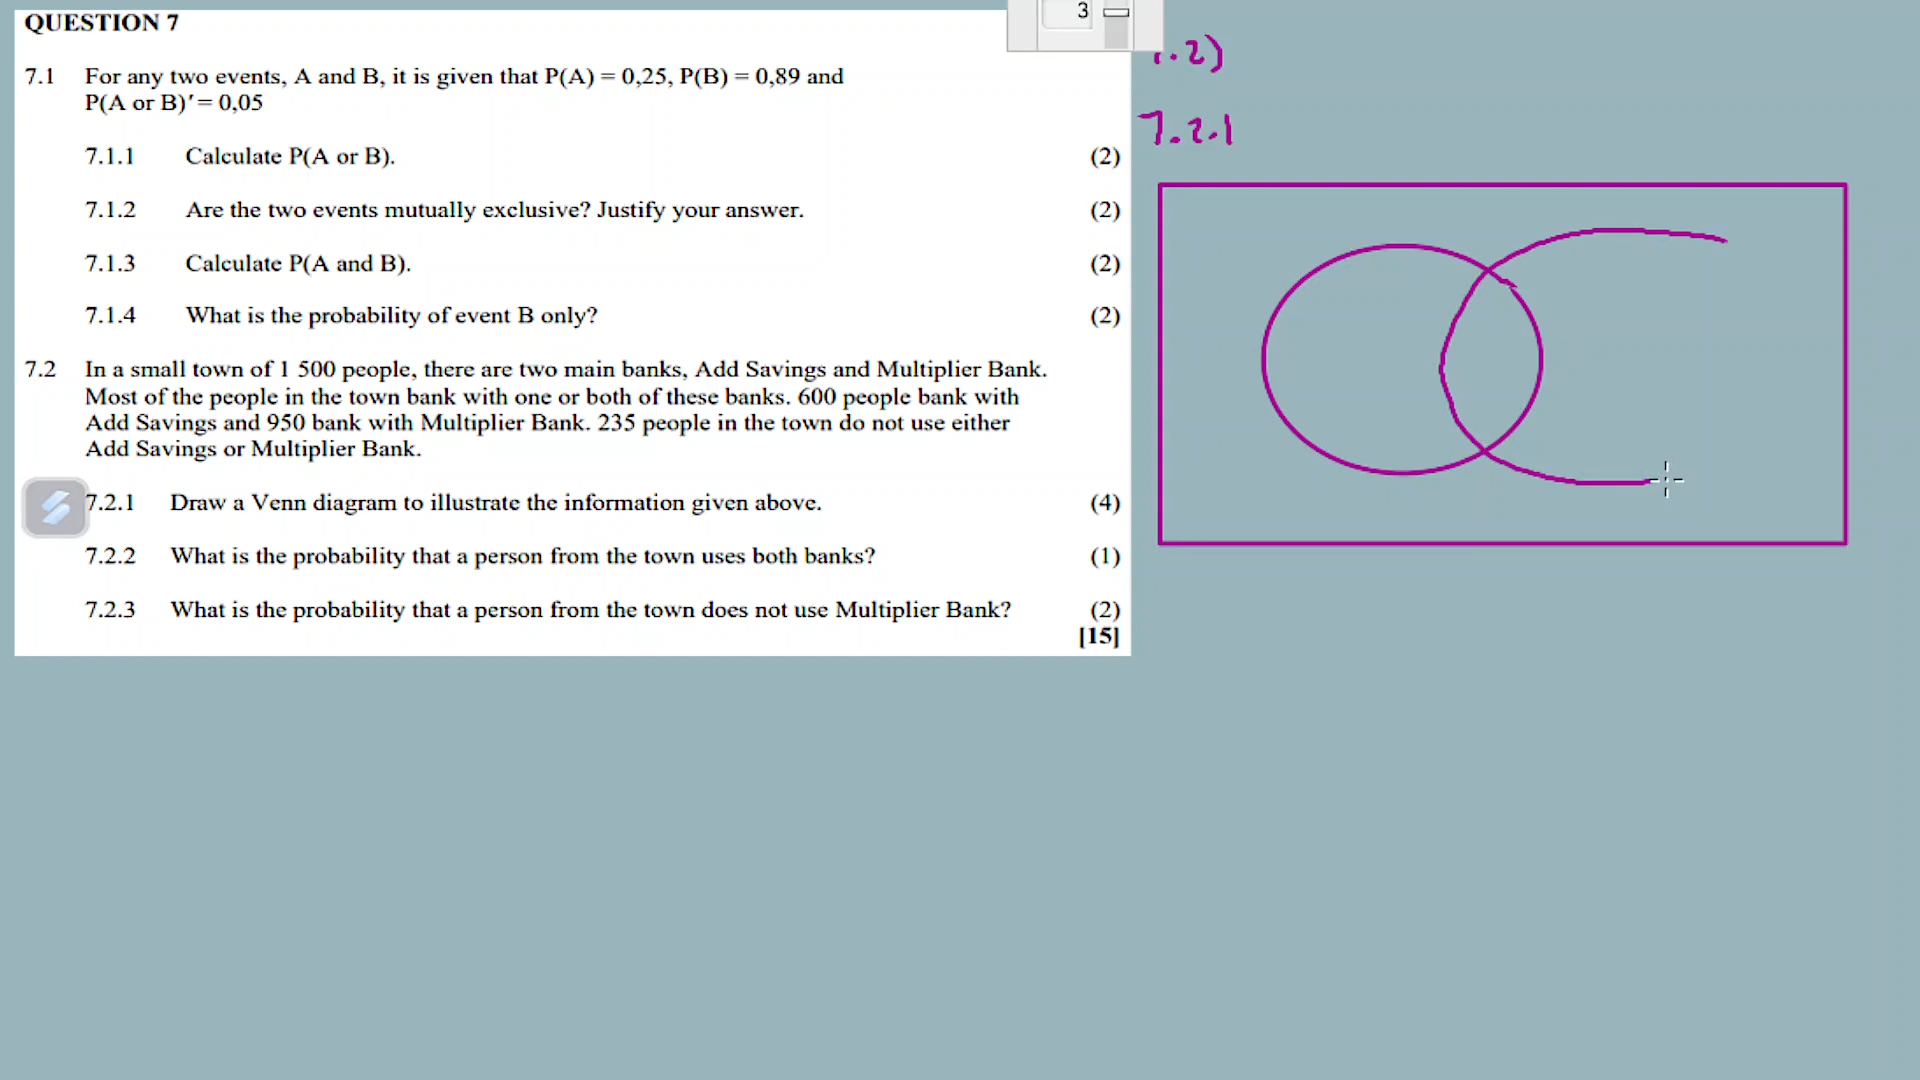 QUESTION 7
7.1 For any two events, A and B, it is given that P(A) = 0,25, P(B) = 0,89 and
P(A or B)′ = 0,05
7.1.1 Calculate P(A or B). (2)
7.1.2 Are the two events mutually exclusive? Justify your answer. (2)
7.1.3 Calculate P(A and B). (2)
7.1.4 What is the probability of event B only? (2)
7.2 In a small town of 1 500 people, there are two main banks, Add Savings and Multiplier Bank.
Most of the people in the town bank with one or both of these banks. 600 people bank with
Add Savings and 950 bank with Multiplier Bank. 235 people in the town do not use either
Add Savings or Multiplier Bank.
7.2.1 Draw a Venn diagram to illustrate the information given above. (4)
7.2.2 What is the probability that a person from the town uses both banks? (1)
7.2.3 What is the probability that a person from the town does not use Multiplier Bank? (2)
[15]
3
.2)
7.2.1